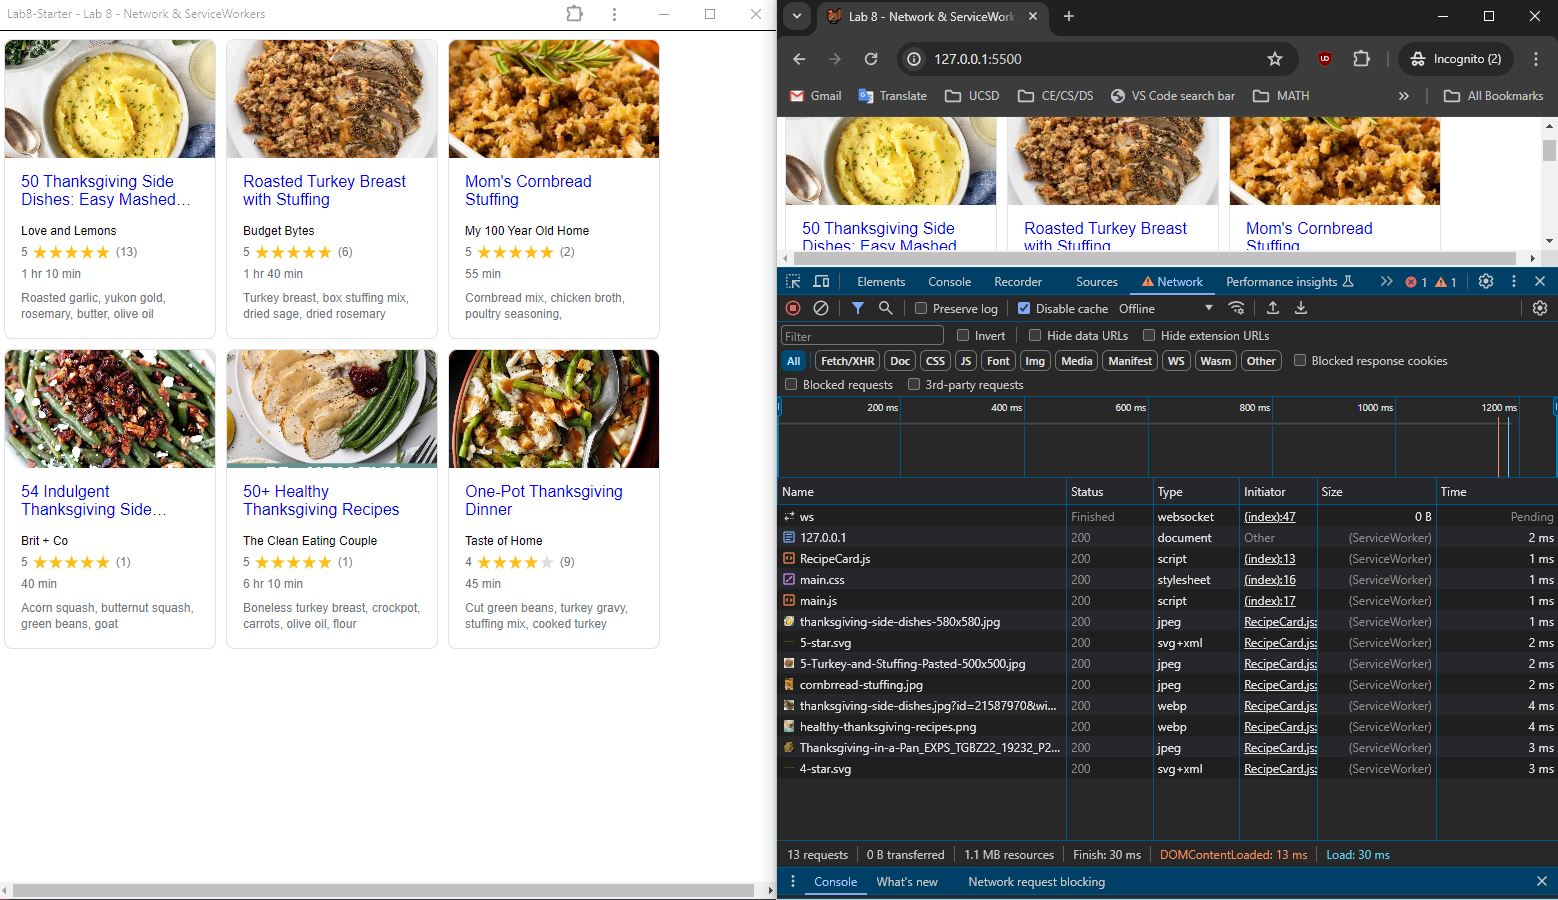 Lab8-Starter - Lab 8 - Network & ServiceWorkers
50 Thanksgiving Side
Dishes: Easy Mashed...
Love and Lemons
5 (13)
1 hr 10 min
Roasted garlic, yukon gold,
rosemary, butter, olive oil
Roasted Turkey Breast
with Stuffing
Budget Bytes
5 (6)
1 hr 40 min
Turkey breast, box stuffing mix,
dried sage, dried rosemary
Mom's Cornbread
Stuffing
My 100 Year Old Home
5 (2)
55 min
Cornbread mix, chicken broth,
poultry seasoning,
54 Indulgent
Thanksgiving Side...
Brit + Co
5 (1)
40 min
Acorn squash, butternut squash,
green beans, goat
50+ Healthy
Thanksgiving Recipes
The Clean Eating Couple
5 (1)
6 hr 10 min
Boneless turkey breast, crockpot,
carrots, olive oil, flour
One-Pot Thanksgiving
Dinner
Taste of Home
4 (9)
45 min
Cut green beans, turkey gravy,
stuffing mix, cooked turkey
Lab 8 - Network & ServiceWork
127.0.0.1:5500
Incognito (2)
Gmail Translate UCSD CE/CS/DS VS Code search bar MATH » All Bookmarks
50 Thanksgiving Side
Dishes: Easy Mashed
Roasted Turkey Breast
with Stuffing
Mom's Cornbread
Stuffing
Elements Console Recorder Sources Network Performance insights » 1 1
Preserve log Disable cache Offline
Filter Invert Hide data URLs Hide extension URLs
All Fetch/XHR Doc CSS JS Font Img Media Manifest WS Wasm Other Blocked response cookies
Blocked requests 3rd-party requests
200 ms 400 ms 600 ms 800 ms 1000 ms 1200 ms
Name Status Type Initiator Size Time
ws Finished websocket (index):47 0 B Pending
127.0.0.1 200 document Other (ServiceWorker) 2 ms
RecipeCard.js 200 script (index):13 (ServiceWorker) 1 ms
main.css 200 stylesheet (index):16 (ServiceWorker) 1 ms
main.js 200 script (index):17 (ServiceWorker) 1 ms
thanksgiving-side-dishes-580x580.jpg 200 jpeg RecipeCard.js: (ServiceWorker) 1 ms
5-star.svg 200 svg+xml RecipeCard.js: (ServiceWorker) 2 ms
5-Turkey-and-Stuffing-Pasted-500x500.jpg 200 jpeg RecipeCard.js: (ServiceWorker) 2 ms
cornbrread-stuffing.jpg 200 jpeg RecipeCard.js: (ServiceWorker) 2 ms
thanksgiving-side-dishes.jpg?id=21587970&wi... 200 webp RecipeCard.js: (ServiceWorker) 4 ms
healthy-thanksgiving-recipes.png 200 webp RecipeCard.js: (ServiceWorker) 4 ms
Thanksgiving-in-a-Pan_EXPS_TGBZ22_19232_P2... 200 jpeg RecipeCard.js: (ServiceWorker) 3 ms
4-star.svg 200 svg+xml RecipeCard.js: (ServiceWorker) 3 ms
13 requests 0 B transferred 1.1 MB resources Finish: 30 ms DOMContentLoaded: 13 ms Load: 30 ms
Console What's new Network request blocking